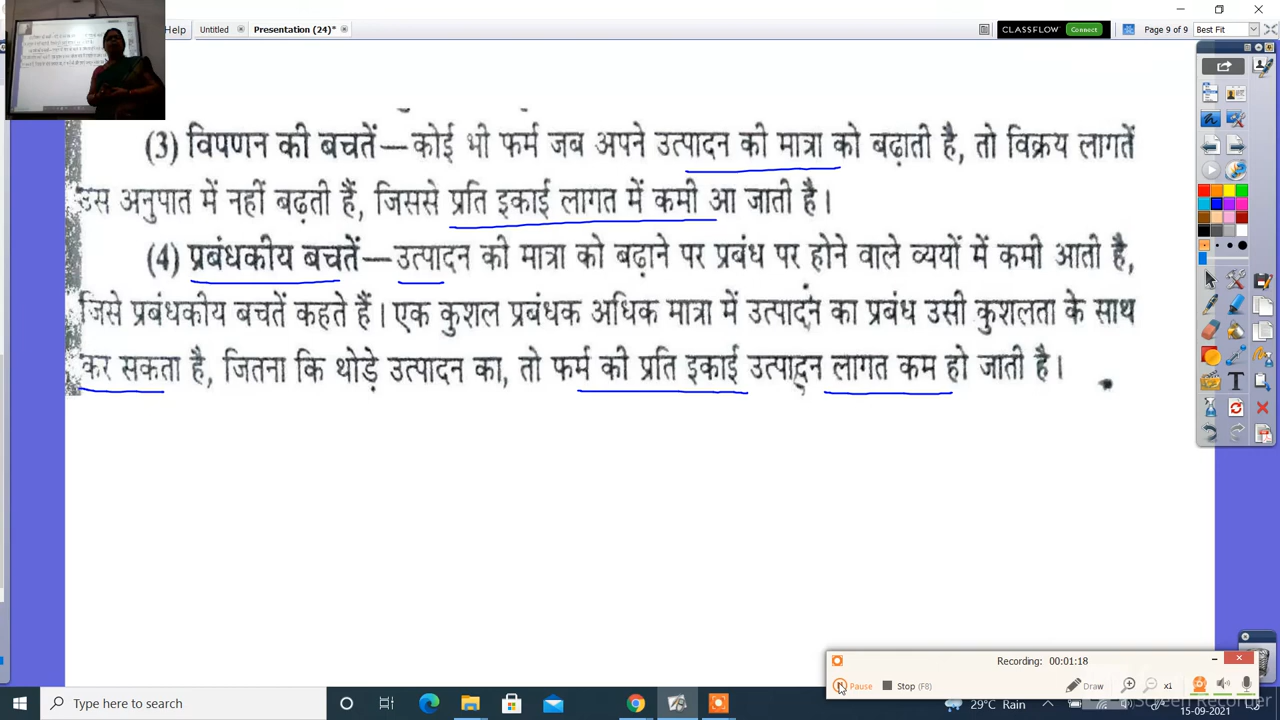 Help
Untitled
Presentation (24)*
CLASSFLOW
Connect
Page 9 of 9
Best Fit
(3) विपणन की बचतें—कोई भी फर्म जब अपने उत्पादन की मात्रा को बढ़ाती है, तो विक्रय लागतें
उस अनुपात में नहीं बढ़ती हैं, जिससे प्रति इकाई लागत में कमी आ जाती है।
(4) प्रबंधकीय बचतें—उत्पादन की मात्रा को बढ़ाने पर प्रबंध पर होने वाले व्ययों में कमी आती है,
जिसे प्रबंधकीय बचतें कहते हैं। एक कुशल प्रबंधक अधिक मात्रा में उत्पादन का प्रबंध उसी कुशलता के साथ
कर सकता है, जितना कि थोड़े उत्पादन का, तो फर्म की प्रति इकाई उत्पादन लागत कम हो जाती है।
Recording: 00:01:18
Pause
Stop (F8)
x1
Draw
Type here to search
29°C Rain
15-09-2021
Screen Recorder